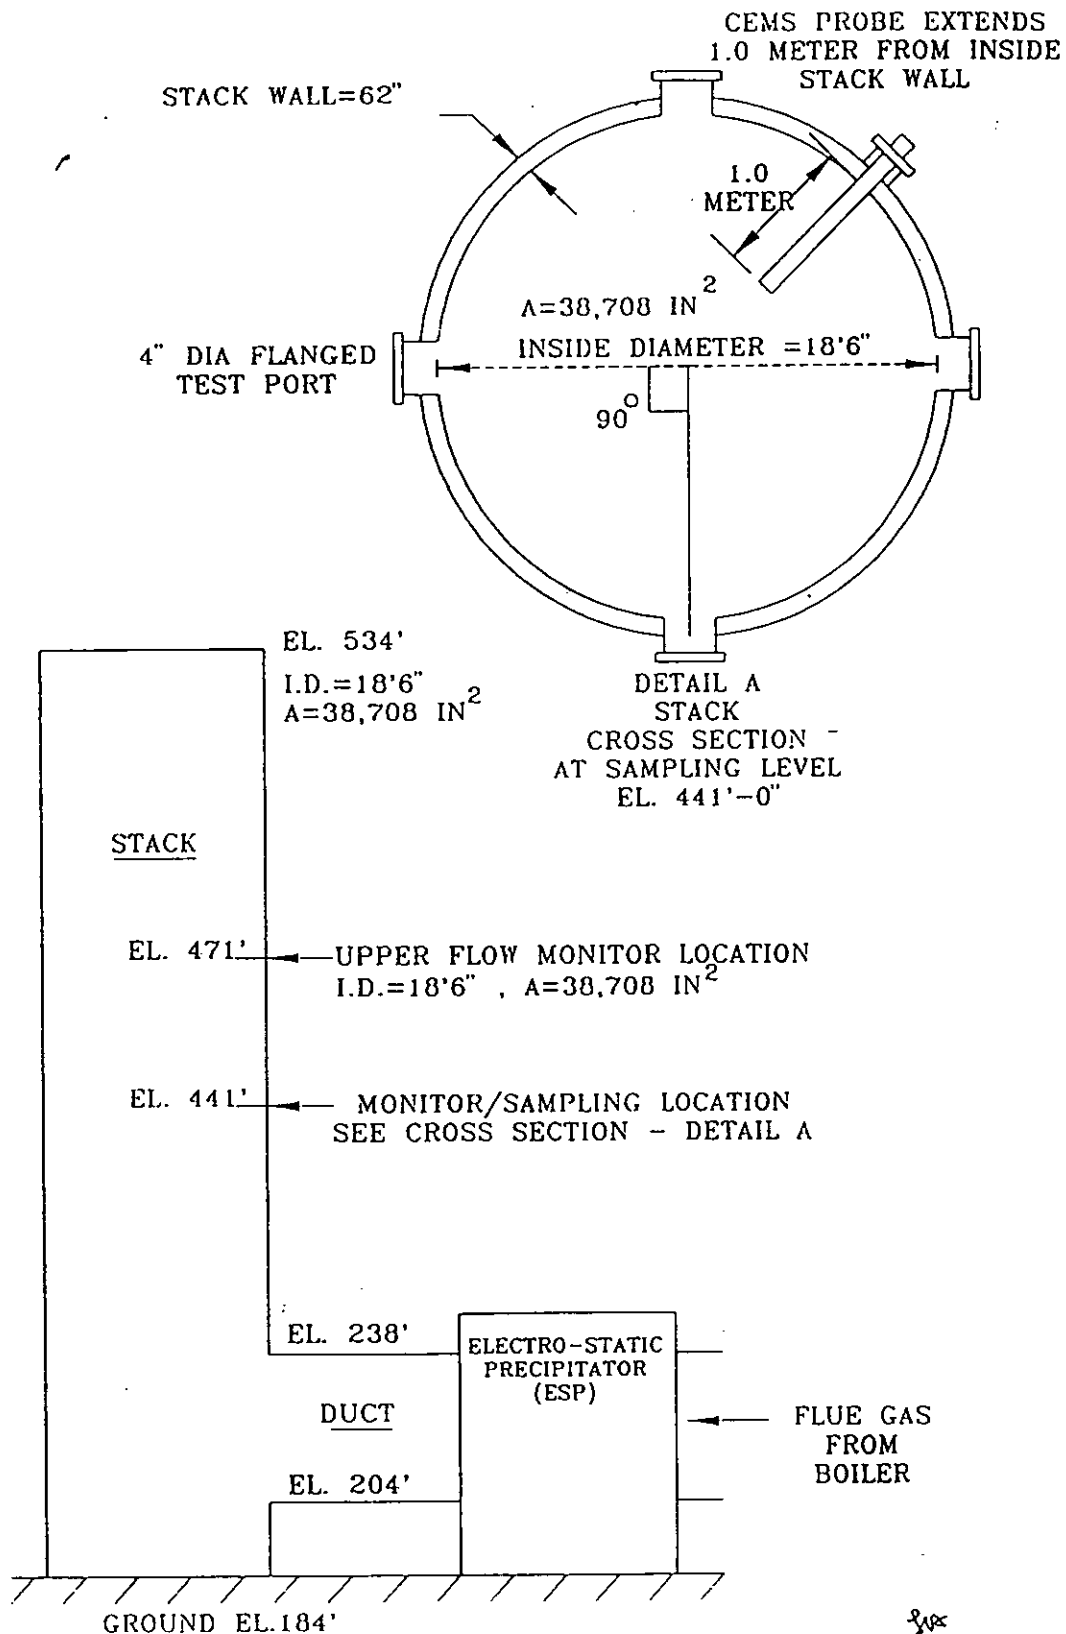 CEMS PROBE EXTENDS
1.0 METER FROM INSIDE
STACK WALL
STACK WALL=62"
1.0
METER
A=38,708 IN²
4" DIA FLANGED
TEST PORT
INSIDE DIAMETER =18'6"
90°
EL. 534'
I.D.=18'6"
A=38,708 IN²
DETAIL A
STACK
CROSS SECTION -
AT SAMPLING LEVEL
EL. 441'-0"
STACK
EL. 471'
UPPER FLOW MONITOR LOCATION
I.D.=18'6" , A=38,708 IN²
EL. 441'
MONITOR/SAMPLING LOCATION
SEE CROSS SECTION - DETAIL A
EL. 238'
ELECTRO-STATIC
PRECIPITATOR
(ESP)
DUCT
FLUE GAS
FROM
BOILER
EL. 204'
GROUND EL.184'